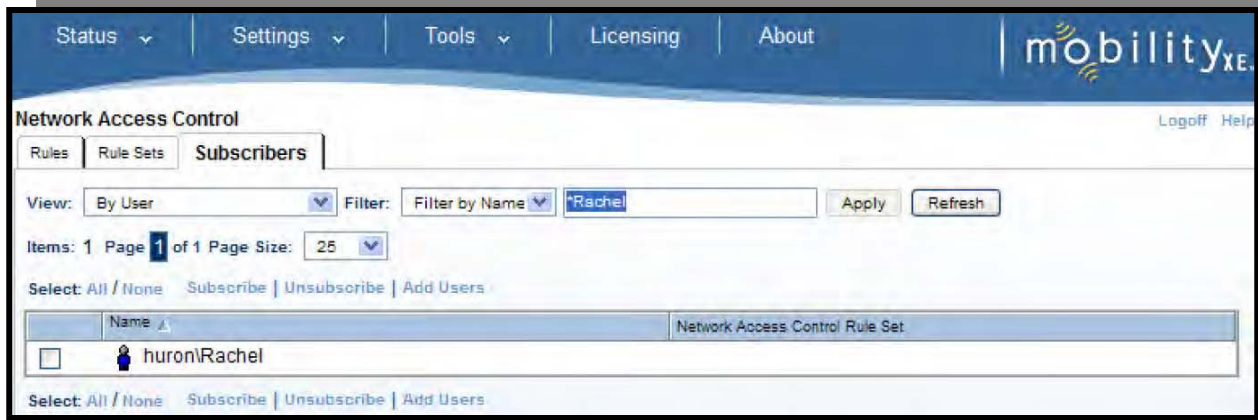 Status Settings Tools Licensing About mobilityXE.
Network Access Control Logoff Help
Rules Rule Sets Subscribers
View: By User Filter: Filter by Name *Rachel Apply Refresh
Items: 1 Page 1 of 1 Page Size: 25
Select: All / None Subscribe | Unsubscribe | Add Users
Name Network Access Control Rule Set
huron\Rachel
Select: All / None Subscribe | Unsubscribe | Add Users